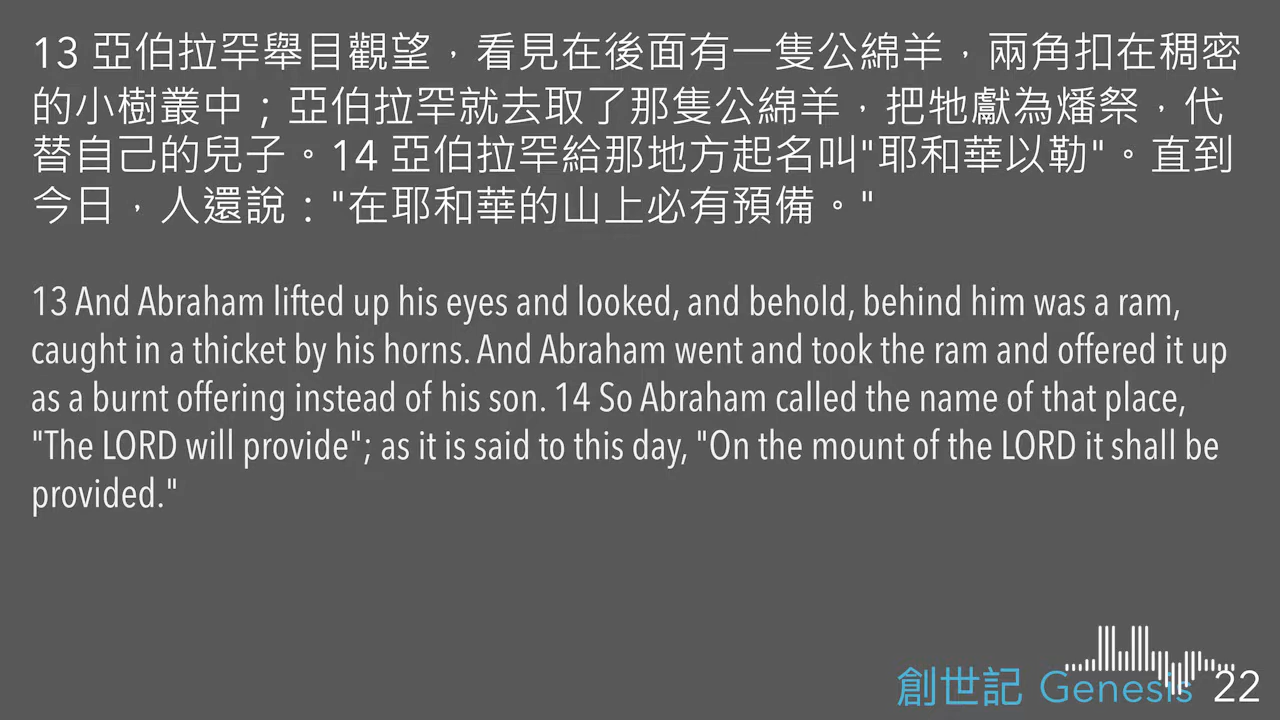 13 亞伯拉罕舉目觀望，看見在後面有一隻公綿羊，兩角扣在稠密
的小樹叢中；亞伯拉罕就去取了那隻公綿羊，把牠獻為燔祭，代
替自己的兒子。14 亞伯拉罕給那地方起名叫"耶和華以勒"。直到
今日，人還說："在耶和華的山上必有預備。"
13 And Abraham lifted up his eyes and looked, and behold, behind him was a ram,
caught in a thicket by his horns. And Abraham went and took the ram and offered it up
as a burnt offering instead of his son. 14 So Abraham called the name of that place,
"The LORD will provide"; as it is said to this day, "On the mount of the LORD it shall be
provided."
創世記 Genesis 22